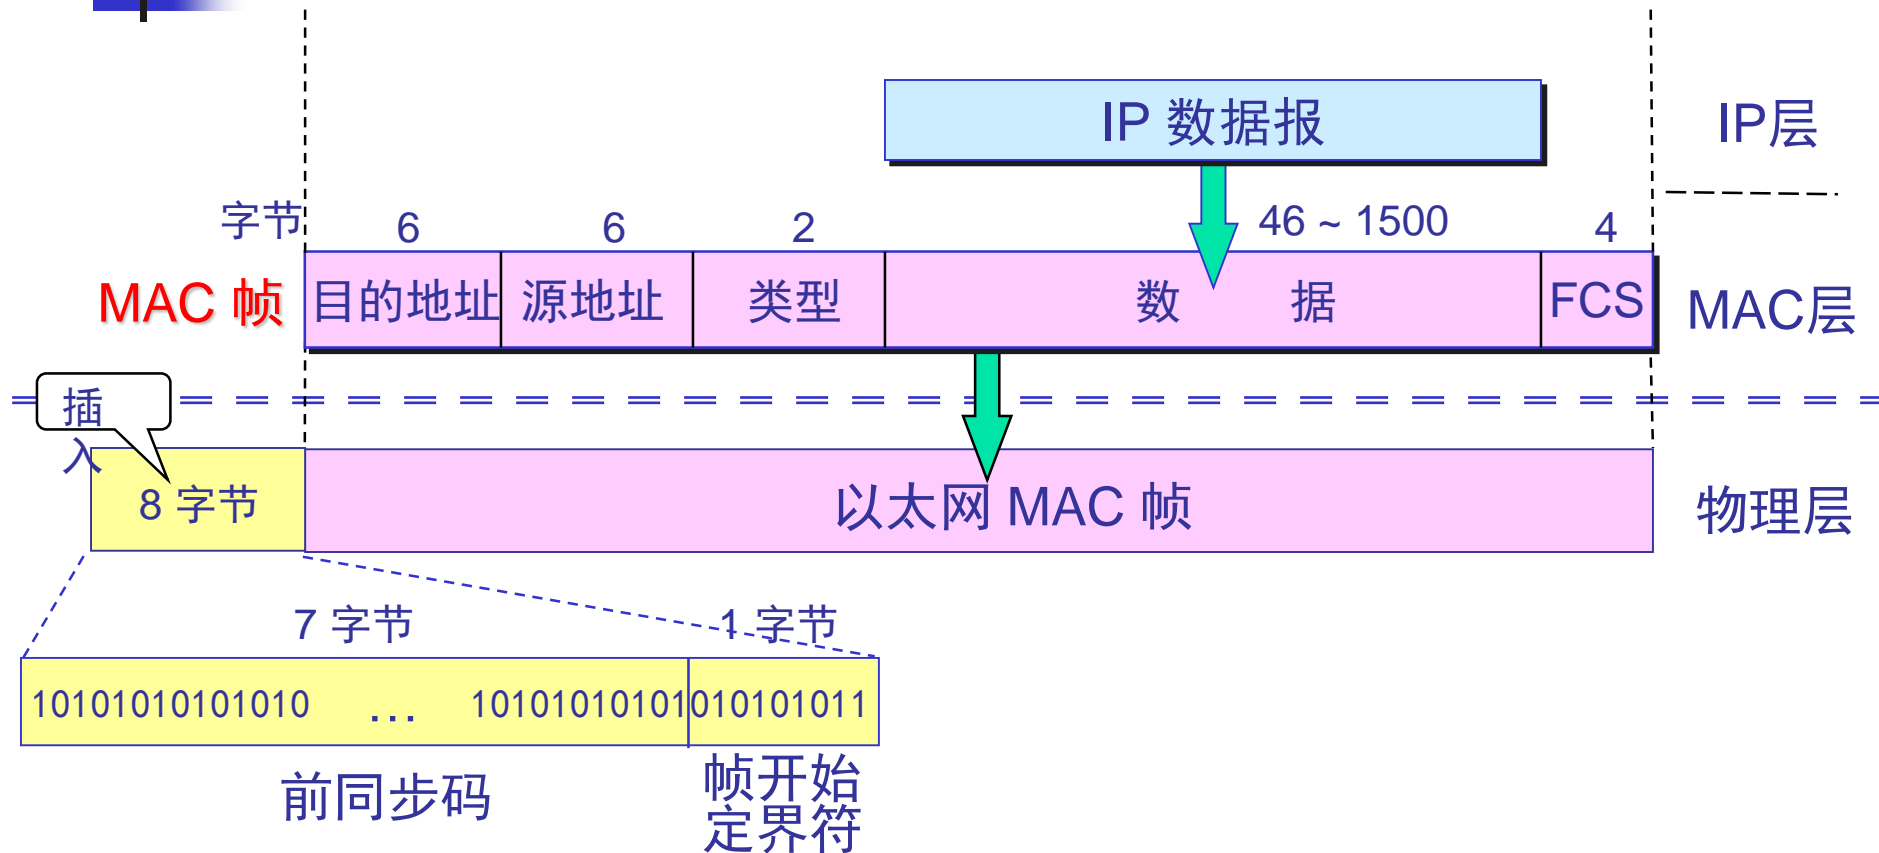 IP 数据报
IP层
字节 6 6 2 46 ~ 1500 4
MAC 帧 目的地址 源地址 类型 数 据 FCS MAC层
插
入
8 字节 以太网 MAC 帧 物理层
7 字节 1 字节
10101010101010 … 10101010101010101011
前同步码
帧开始
定界符